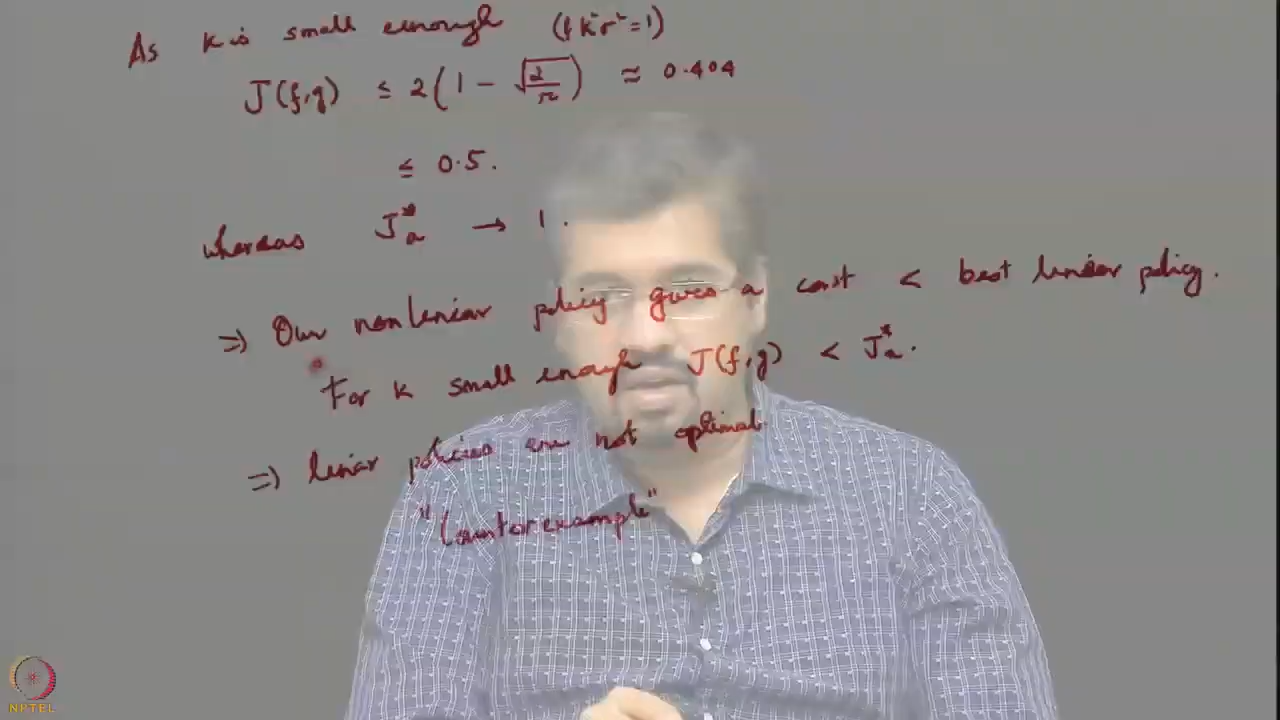 As k is small enough (& k²σ² = 1)
J(f,g) ≤ 2(1 - √(2/π)) ≈ 0.404
≤ 0.5.
whereas J*a → 1.
⇒ Our nonlinear policy gives a cost < best linear policy.
For k small enough J(f,g) < J*a.
⇒ linear policies are not optimal.
"Counterexample"
NPTEL